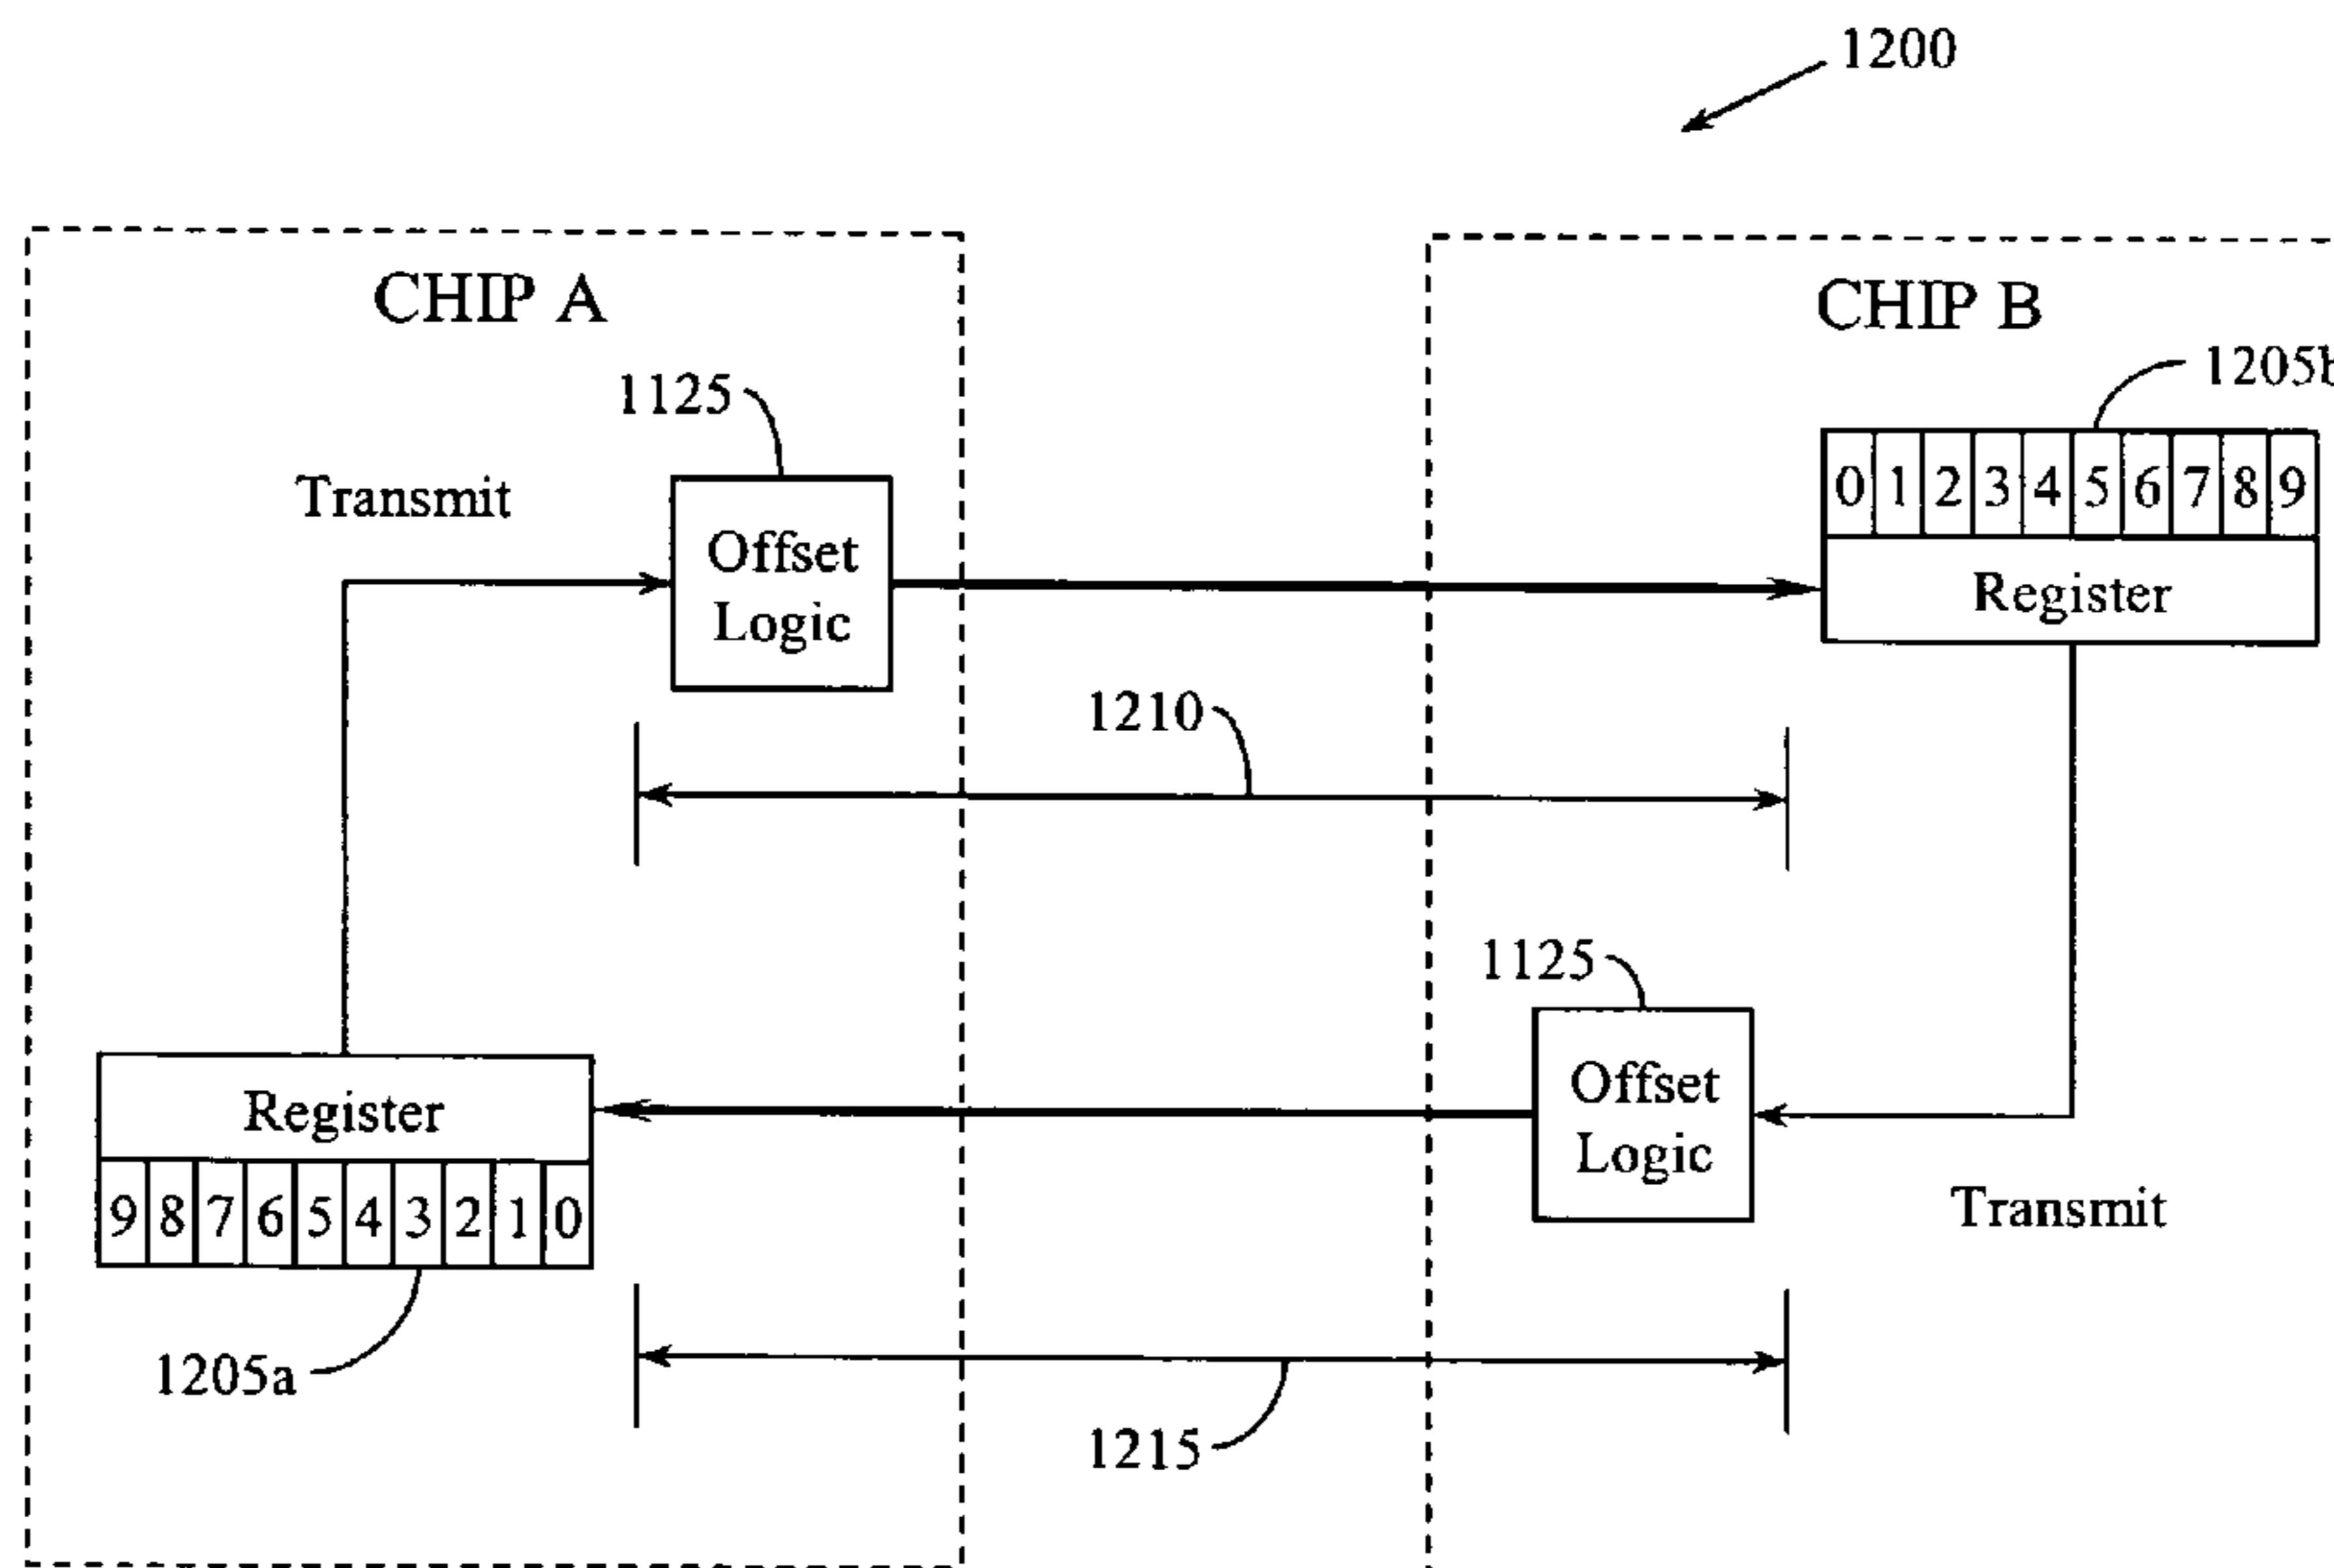 1200
CHIP A
CHIP B
1125
1205b
Transmit
Offset
Logic
0 1 2 3 4 5 6 7 8 9
Register
1210
1125
Register
Offset
Logic
9 8 7 6 5 4 3 2 1 0
Transmit
1205a
1215